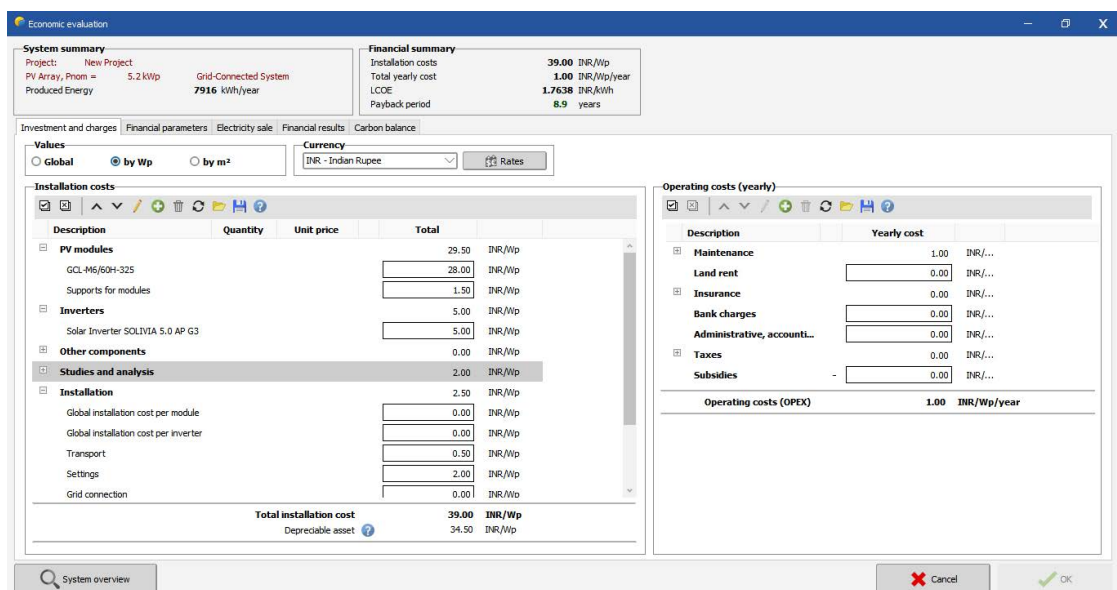 Economic evaluation
System summary
Project: New Project
PV Array, Pnom = 5.2 kWp Grid-Connected System
Produced Energy 7916 kWh/year
Financial summary
Installation costs 39.00 INR/Wp
Total yearly cost 1.00 INR/Wp/year
LCOE 1.7638 INR/kWh
Payback period 8.9 years
Investment and charges Financial parameters Electricity sale Financial results Carbon balance
Values
Global by Wp by m²
Currency
INR - Indian Rupee Rates
Installation costs
Description Quantity Unit price Total
PV modules 29.50 INR/Wp
GCL-M6/60H-325 28.00 INR/Wp
Supports for modules 1.50 INR/Wp
Inverters 5.00 INR/Wp
Solar Inverter SOLIVIA 5.0 AP G3 5.00 INR/Wp
Other components 0.00 INR/Wp
Studies and analysis 2.00 INR/Wp
Installation 2.50 INR/Wp
Global installation cost per module 0.00 INR/Wp
Global installation cost per inverter 0.00 INR/Wp
Transport 0.50 INR/Wp
Settings 2.00 INR/Wp
Grid connection 0.00 INR/Wp
Total installation cost 39.00 INR/Wp
Depreciable asset 34.50 INR/Wp
Operating costs (yearly)
Description Yearly cost
Maintenance 1.00 INR/...
Land rent 0.00 INR/...
Insurance 0.00 INR/...
Bank charges 0.00 INR/...
Administrative, accounti... 0.00 INR/...
Taxes 0.00 INR/...
Subsidies - 0.00 INR/...
Operating costs (OPEX) 1.00 INR/Wp/year
System overview
Cancel
OK